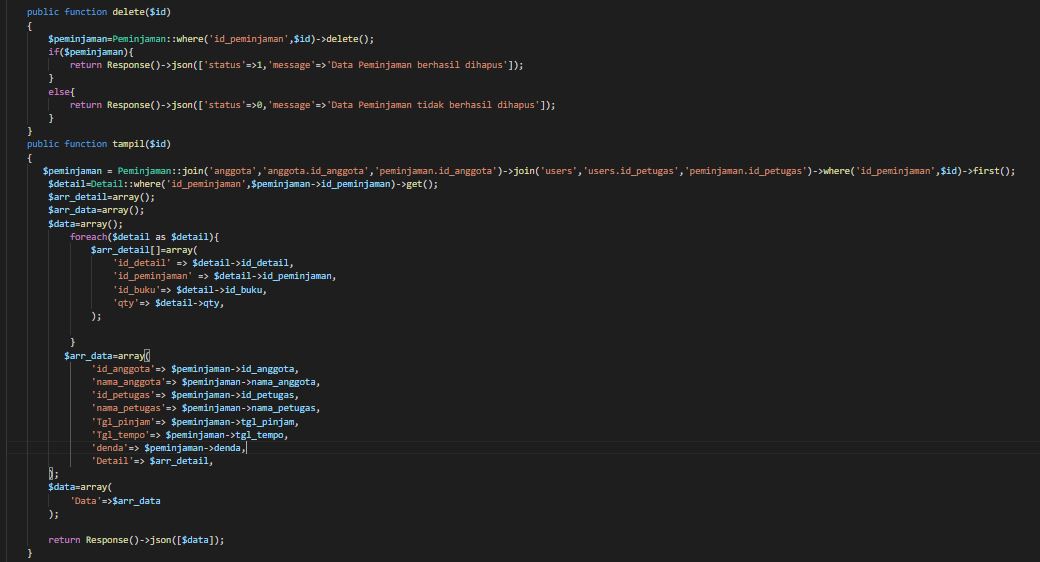 public function delete($id)
{
$peminjaman=Peminjaman::where('id_peminjaman',$id)->delete();
if($peminjaman){
return Response()->json(['status'=>1,'message'=>'Data Peminjaman berhasil dihapus']);
}
else{
return Response()->json(['status'=>0,'message'=>'Data Peminjaman tidak berhasil dihapus']);
}
}
public function tampil($id)
{
$peminjaman = Peminjaman::join('anggota','anggota.id_anggota','peminjaman.id_anggota')->join('users','users.id_petugas','peminjaman.id_petugas')->where('id_peminjaman',$id)->first();
$detail=Detail::where('id_peminjaman',$peminjaman->id_peminjaman)->get();
$arr_detail=array();
$arr_data=array();
$data=array();
foreach($detail as $detail){
$arr_detail[]=array(
'id_detail' => $detail->id_detail,
'id_peminjaman' => $detail->id_peminjaman,
'id_buku'=> $detail->id_buku,
'qty'=> $detail->qty,
);
}
$arr_data=array(
'id_anggota'=> $peminjaman->id_anggota,
'nama_anggota'=> $peminjaman->nama_anggota,
'id_petugas'=> $peminjaman->id_petugas,
'nama_petugas'=> $peminjaman->nama_petugas,
'Tgl_pinjam'=> $peminjaman->tgl_pinjam,
'Tgl_tempo'=> $peminjaman->tgl_tempo,
'denda'=> $peminjaman->denda,
'Detail'=> $arr_detail,
);
$data=array(
'Data'=>$arr_data
);
return Response()->json([$data]);
}